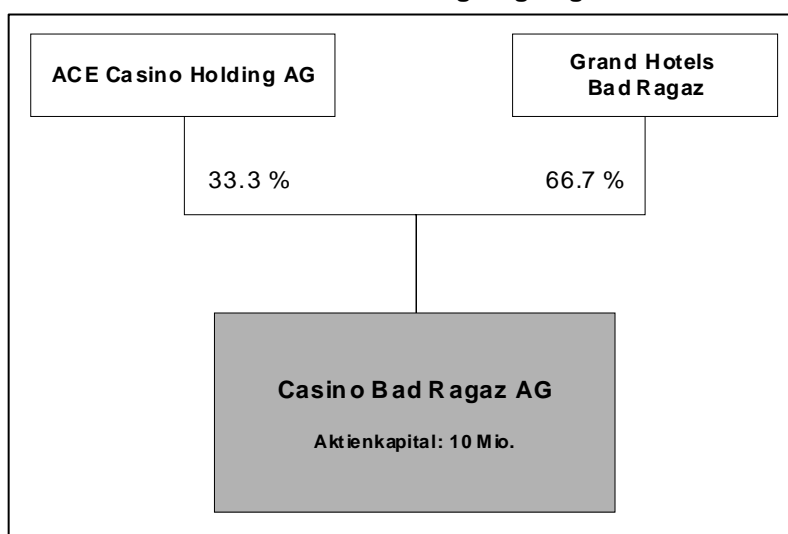 ACE Casino Holding AG
Grand Hotels
Bad Ragaz
33.3 %
66.7 %
Casino Bad Ragaz AG
Aktienkapital: 10 Mio.